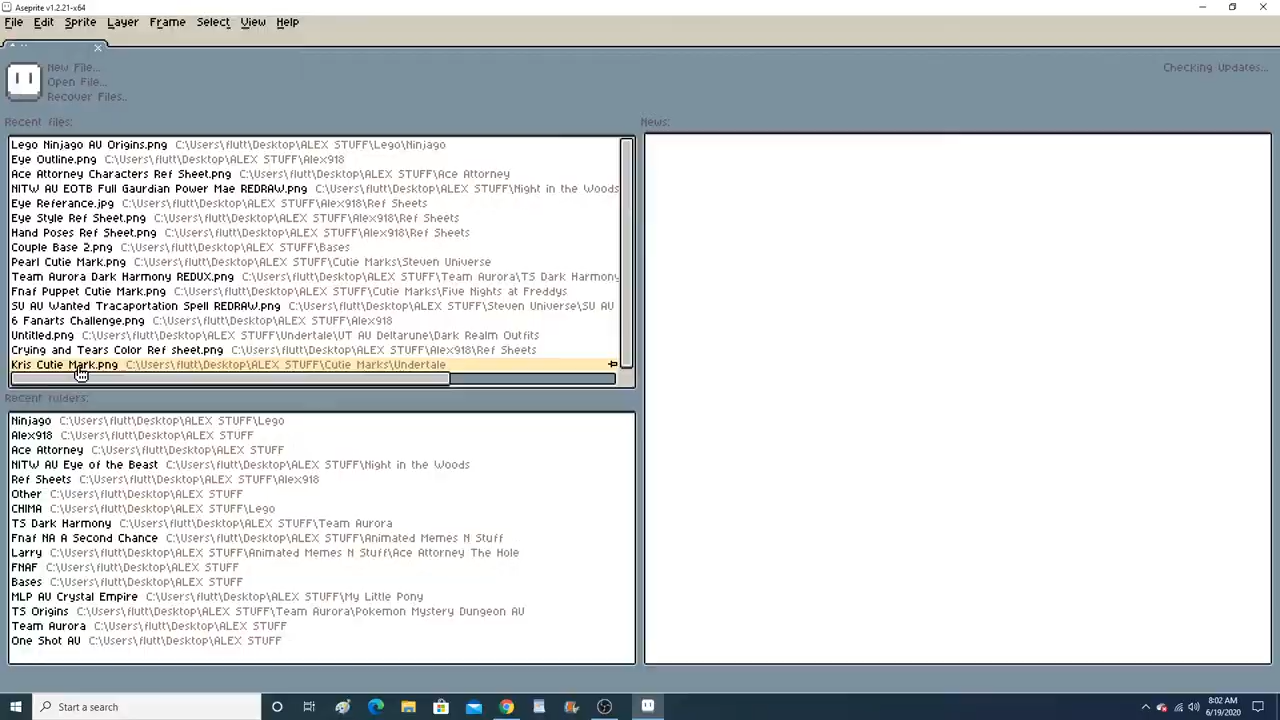 Aseprite v1.2.21-x64
File Edit Sprite Layer Frame Select View Help
New File...
Open File...
Recover Files..
Checking Updates...
Recent files:
News:
Lego Ninjago AU Origins.png C:\Users\flutt\Desktop\ALEX STUFF\Lego\Ninjago
Eye Outline.png C:\Users\flutt\Desktop\ALEX STUFF\Alex918
Ace Attorney Characters Ref Sheet.png C:\Users\flutt\Desktop\ALEX STUFF\Ace Attorney
NITW AU EOTB Full Gaurdian Power Mae REDRAW.png C:\Users\flutt\Desktop\ALEX STUFF\Night in the Woods
Eye Referance.jpg C:\Users\flutt\Desktop\ALEX STUFF\Alex918\Ref Sheets
Eye Style Ref Sheet.png C:\Users\flutt\Desktop\ALEX STUFF\Alex918\Ref Sheets
Hand Poses Ref Sheet.png C:\Users\flutt\Desktop\ALEX STUFF\Alex918\Ref Sheets
Couple Base 2.png C:\Users\flutt\Desktop\ALEX STUFF\Bases
Pearl Cutie Mark.png C:\Users\flutt\Desktop\ALEX STUFF\Cutie Marks\Steven Universe
Team Aurora Dark Harmony REDUX.png C:\Users\flutt\Desktop\ALEX STUFF\Team Aurora\TS Dark Harmony
Fnaf Puppet Cutie Mark.png C:\Users\flutt\Desktop\ALEX STUFF\Cutie Marks\Five Nights at Freddys
SU AU Wanted Tracaportation Spell REDRAW.png C:\Users\flutt\Desktop\ALEX STUFF\Steven Universe\SU AU
6 Fanarts Challenge.png C:\Users\flutt\Desktop\ALEX STUFF\Alex918
Untitled.png C:\Users\flutt\Desktop\ALEX STUFF\Undertale\UT AU Deltarune\Dark Realm Outfits
Crying and Tears Color Ref sheet.png C:\Users\flutt\Desktop\ALEX STUFF\Alex918\Ref Sheets
Kris Cutie Mark.png C:\Users\flutt\Desktop\ALEX STUFF\Cutie Marks\Undertale
Recent folders:
Ninjago C:\Users\flutt\Desktop\ALEX STUFF\Lego
Alex918 C:\Users\flutt\Desktop\ALEX STUFF
Ace Attorney C:\Users\flutt\Desktop\ALEX STUFF
NITW AU Eye of the Beast C:\Users\flutt\Desktop\ALEX STUFF\Night in the Woods
Ref Sheets C:\Users\flutt\Desktop\ALEX STUFF\Alex918
Other C:\Users\flutt\Desktop\ALEX STUFF
CHIMA C:\Users\flutt\Desktop\ALEX STUFF\Lego
TS Dark Harmony C:\Users\flutt\Desktop\ALEX STUFF\Team Aurora
Fnaf NA A Second Chance C:\Users\flutt\Desktop\ALEX STUFF\Animated Memes N Stuff
Larry C:\Users\flutt\Desktop\ALEX STUFF\Animated Memes N Stuff\Ace Attorney The Hole
FNAF C:\Users\flutt\Desktop\ALEX STUFF
Bases C:\Users\flutt\Desktop\ALEX STUFF
MLP AU Crystal Empire C:\Users\flutt\Desktop\ALEX STUFF\My Little Pony
TS Origins C:\Users\flutt\Desktop\ALEX STUFF\Team Aurora\Pokemon Mystery Dungeon AU
Team Aurora C:\Users\flutt\Desktop\ALEX STUFF
One Shot AU C:\Users\flutt\Desktop\ALEX STUFF
Start a search
8:02 AM
6/19/2020